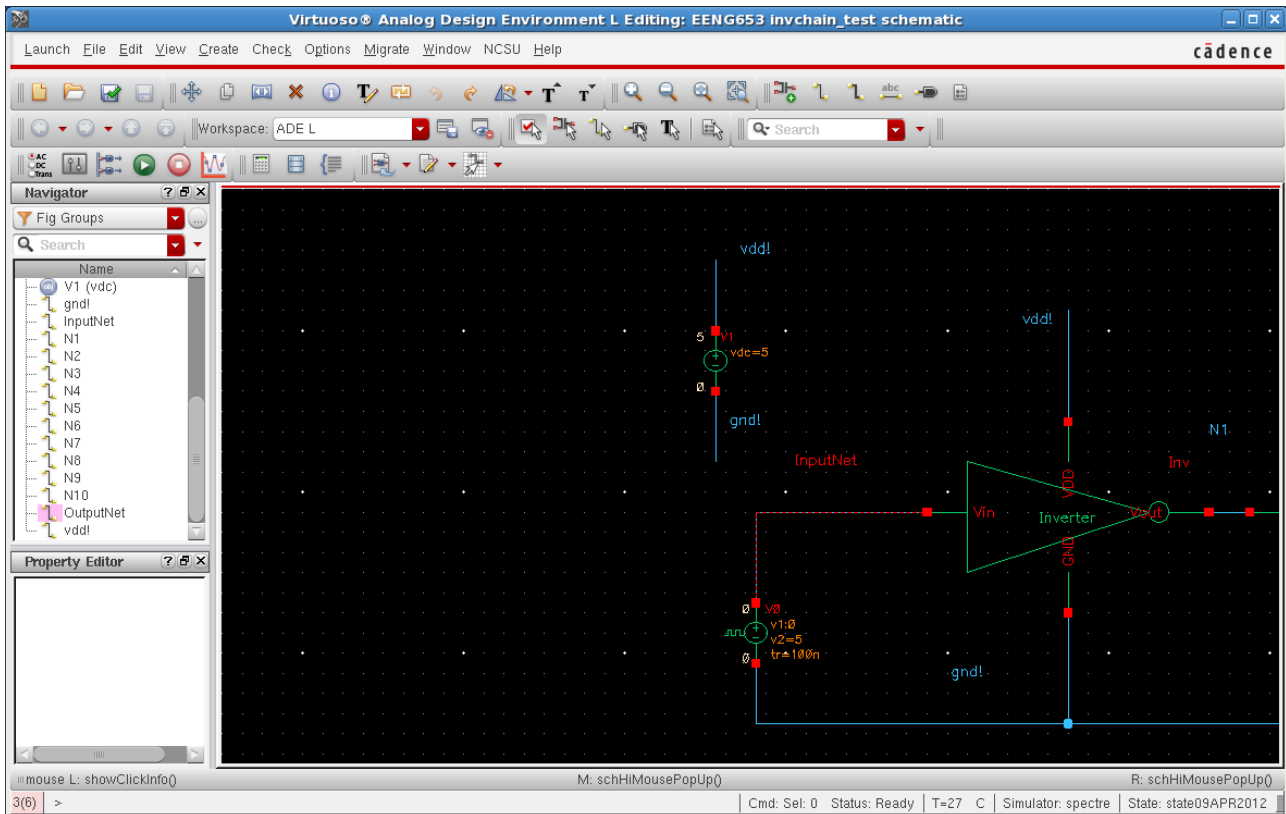 Virtuoso® Analog Design Environment L Editing: EENG653 invchain_test schematic
Launch File Edit View Create Check Options Migrate Window NCSU Help
cādence
abc
Workspace: ADE L
Search
AC
DC
Trans
Navigator
Fig Groups
Search
Name
V1 (vdc)
gnd!
InputNet
N1
N2
N3
N4
N5
N6
N7
N8
N9
N10
OutputNet
vdd!
Property Editor
vdd!
5 V1
vdc=5
0
gnd!
vdd!
N1
InputNet
Inv
VDD
Vin
Inverter
Vout
GND
0 V0
v1:0
v2=5
0 tr=100n
gnd!
mouse L: showClickInfo() M: schHiMousePopUp() R: schHiMousePopUp()
3(6) > Cmd: Sel: 0 Status: Ready T=27 C Simulator: spectre State: state09APR2012